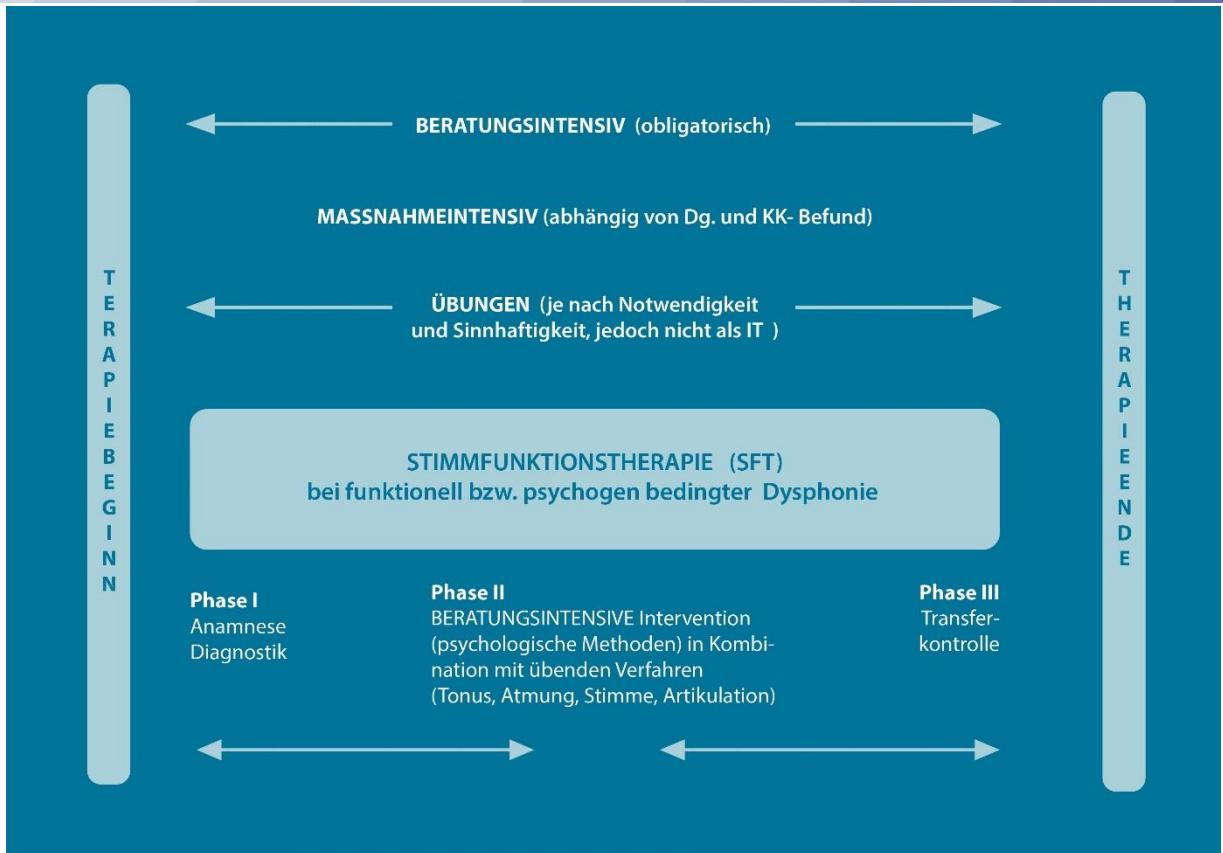 TERAPIEBEGINN
BERATUNGSINTENSIV (obligatorisch)
MASSNAHMEINTENSIV (abhängig von Dg. und KK- Befund)
ÜBUNGEN (je nach Notwendigkeit
und Sinnhaftigkeit, jedoch nicht als IT )
STIMMFUNKTIONSTHERAPIE (SFT)
bei funktionell bzw. psychogen bedingter Dysphonie
Phase I
Anamnese
Diagnostik
Phase II
BERATUNGSINTENSIVE Intervention
(psychologische Methoden) in Kombi-
nation mit übenden Verfahren
(Tonus, Atmung, Stimme, Artikulation)
Phase III
Transfer-
kontrolle
THERAPIEENDE